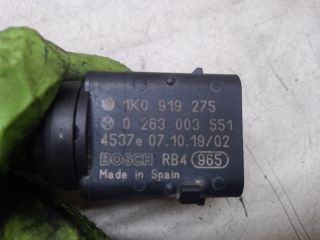 1K0 919 275
0 263 003 551
4537e 07.10.19/02
BOSCH RB4 965
Made in Spain